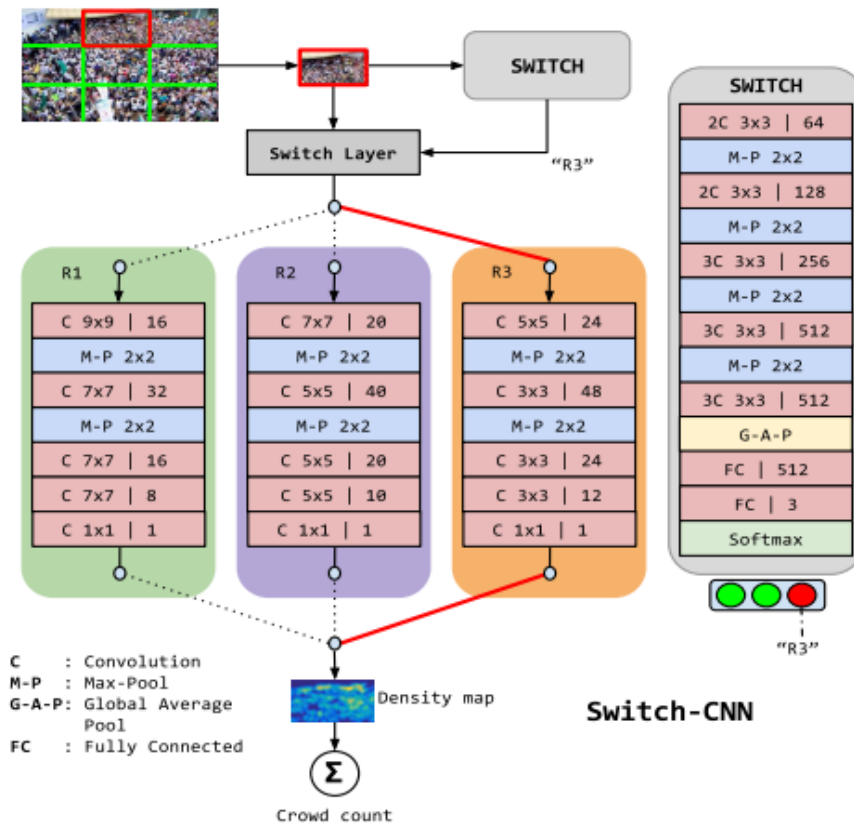 SWITCH
Switch Layer
“R3”
R1
C 9x9 | 16
M-P 2x2
C 7x7 | 32
M-P 2x2
C 7x7 | 16
C 7x7 | 8
C 1x1 | 1
R2
C 7x7 | 20
M-P 2x2
C 5x5 | 40
M-P 2x2
C 5x5 | 20
C 5x5 | 10
C 1x1 | 1
R3
C 5x5 | 24
M-P 2x2
C 3x3 | 48
M-P 2x2
C 3x3 | 24
C 3x3 | 12
C 1x1 | 1
SWITCH
2C 3x3 | 64
M-P 2x2
2C 3x3 | 128
M-P 2x2
3C 3x3 | 256
M-P 2x2
3C 3x3 | 512
M-P 2x2
3C 3x3 | 512
G-A-P
FC | 512
FC | 3
Softmax
“R3”
C : Convolution
M-P : Max-Pool
G-A-P: Global Average
Pool
FC : Fully Connected
Density map
Σ
Crowd count
Switch-CNN